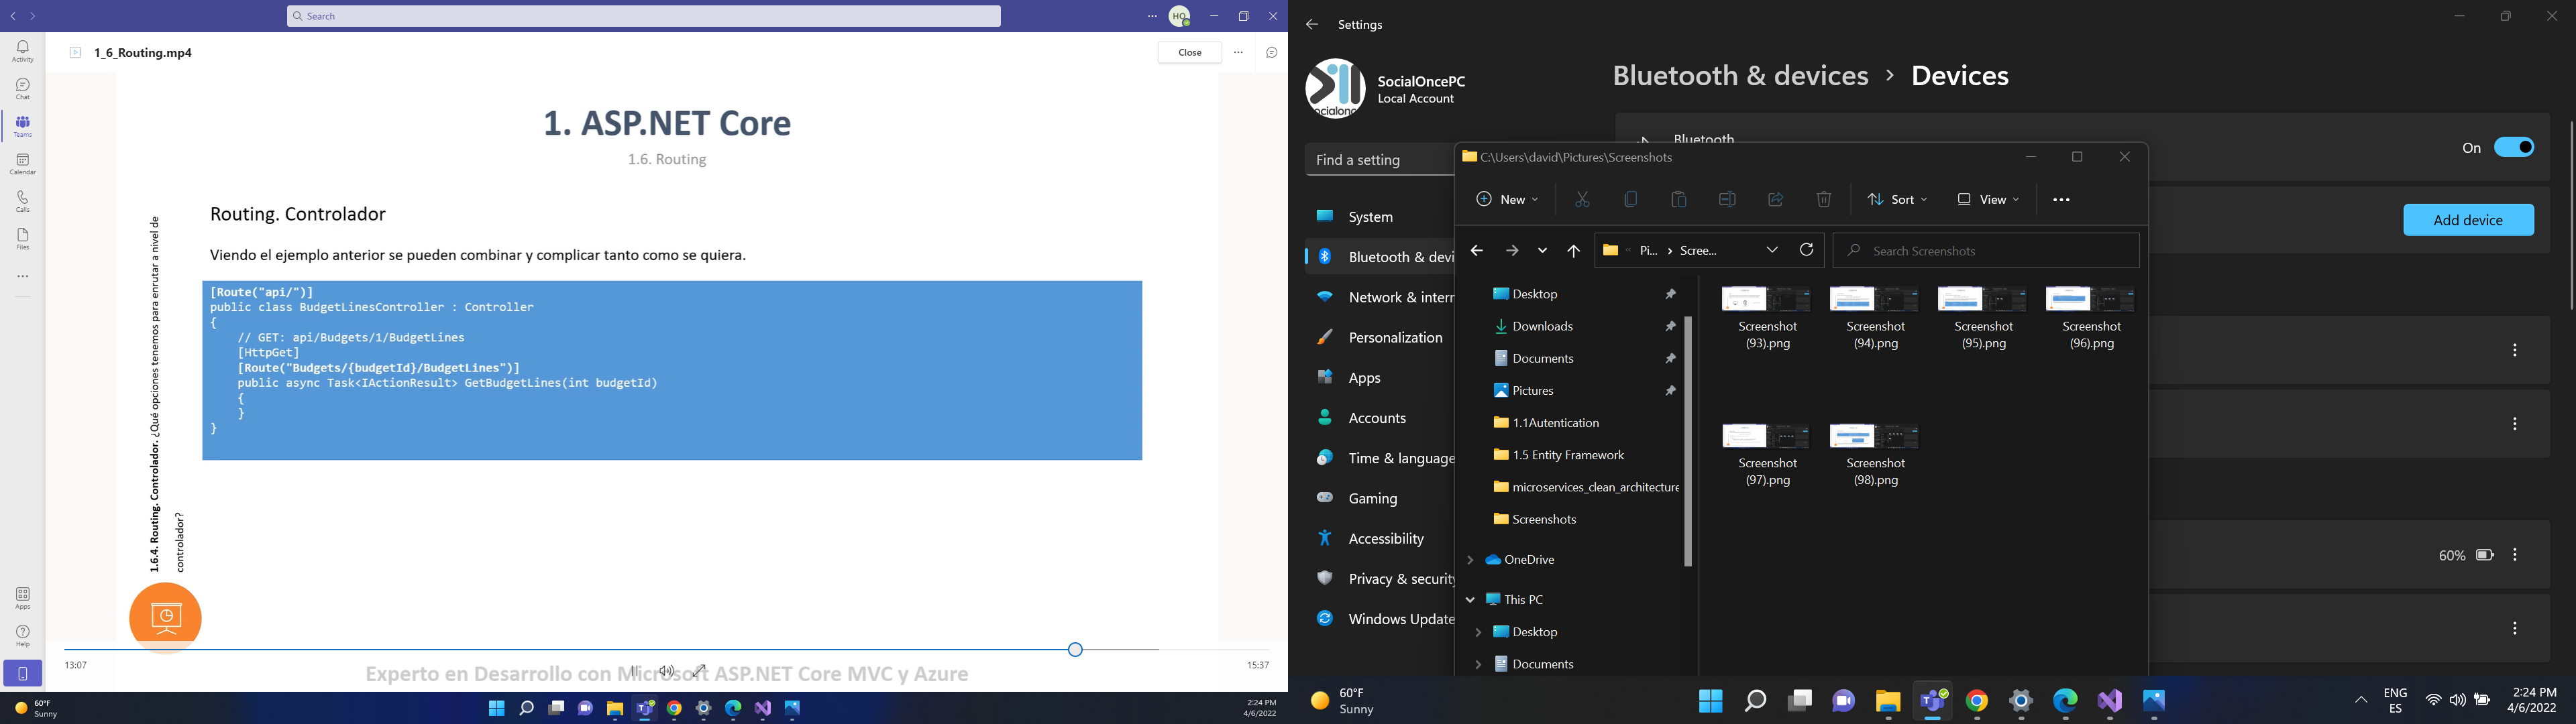 Search
HQ
Activity
Chat
Teams
Calendar
Calls
Files
Apps
Help
1_6_Routing.mp4
Close
1. ASP.NET Core
1.6. Routing
1.6.4. Routing. Controlador. ¿Qué opciones tenemos para enrutar a nivel de
controlador?
Routing. Controlador
Viendo el ejemplo anterior se pueden combinar y complicar tanto como se quiera.
[Route("api/")]
public class BudgetLinesController : Controller
{
// GET: api/Budgets/1/BudgetLines
[HttpGet]
[Route("Budgets/{budgetId}/BudgetLines")]
public async Task<IActionResult> GetBudgetLines(int budgetId)
{
}
}
13:07
15:37
Experto en Desarrollo con Microsoft ASP.NET Core MVC y Azure
60°F
Sunny
2:24 PM
4/6/2022
Settings
SocialOncePC
Local Account
Find a setting
System
Bluetooth & devi
Network & intern
Personalization
Apps
Accounts
Time & language
Gaming
Accessibility
Privacy & security
Windows Update
Bluetooth & devices > Devices
Bluetooth
On
Add device
60%
C:\Users\david\Pictures\Screenshots
New
Sort
View
Pi... > Scree...
Search Screenshots
Desktop
Downloads
Documents
Pictures
1.1Autentication
1.5 Entity Framework
microservices_clean_architecture
Screenshots
OneDrive
This PC
Desktop
Documents
Screenshot
(93).png
Screenshot
(94).png
Screenshot
(95).png
Screenshot
(96).png
Screenshot
(97).png
Screenshot
(98).png
60°F
Sunny
ENG
ES
2:24 PM
4/6/2022